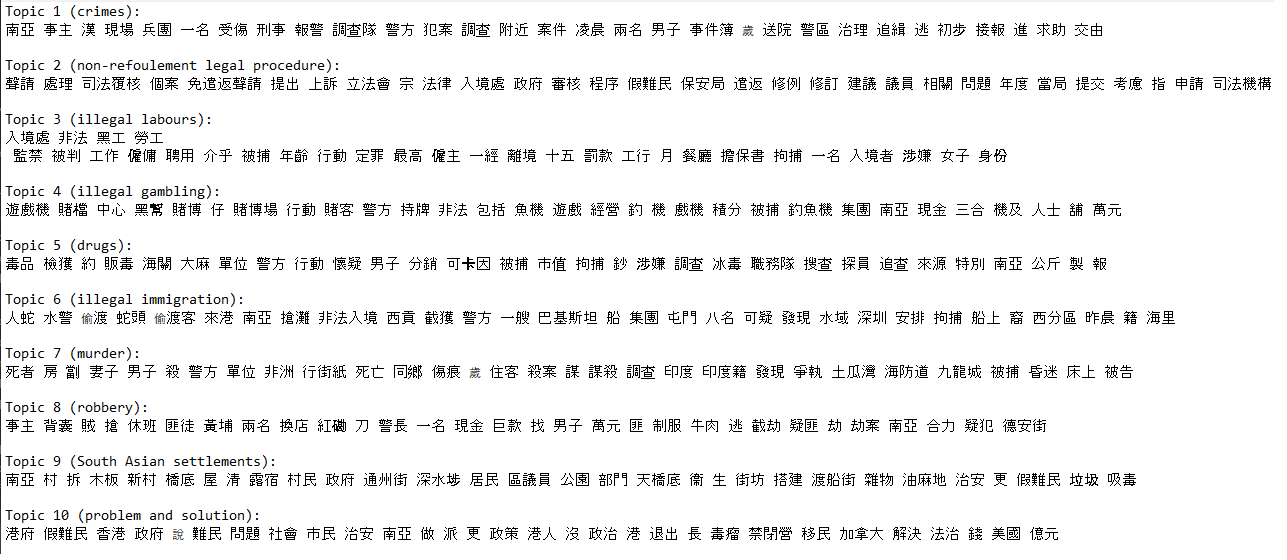 Topic 1 (crimes):
南亞 事主 漢 現場 兵團 一名 受傷 刑事 報警 調查隊 警方 犯案 調查 附近 案件 凌晨 兩名 男子 事件簿 歲 送院 警區 治理 追緝 逃 初步 接報 進 求助 交由
Topic 2 (non-refoulement legal procedure):
聲請 處理 司法覆核 個案 免遣返聲請 提出 上訴 立法會 宗 法律 入境處 政府 審核 程序 假難民 保安局 遣返 修例 修訂 建議 議員 相關 問題 年度 當局 提交 考慮 指 申請 司法機構
Topic 3 (illegal labours):
入境處 非法 黑工 勞工
監禁 被判 工作 僱傭 聘用 介乎 被捕 年齡 行動 定罪 最高 僱主 一經 離境 十五 罰款 工行 月 餐廳 擔保書 拘捕 一名 入境者 涉嫌 女子 身份
Topic 4 (illegal gambling):
遊戲機 賭檔 中心 黑幫 賭博 仔 賭博場 行動 賭客 警方 持牌 非法 包括 魚機 遊戲 經營 釣 機 戲機 積分 被捕 釣魚機 集團 南亞 現金 三合 機及 人士 舖 萬元
Topic 5 (drugs):
毒品 檢獲 約 販毒 海關 大麻 單位 警方 行動 懷疑 男子 分銷 可卡因 被捕 市值 拘捕 鈔 涉嫌 調查 冰毒 職務隊 搜查 探員 追查 來源 特別 南亞 公斤 製 報
Topic 6 (illegal immigration):
人蛇 水警 偷渡 蛇頭 偷渡客 來港 南亞 搶灘 非法入境 西貢 截獲 警方 一艘 巴基斯坦 船 集團 屯門 八名 可疑 發現 水域 深圳 安排 拘捕 船上 裔 西分區 昨晨 籍 海里
Topic 7 (murder):
死者 房 劏 妻子 男子 殺 警方 單位 非洲 行街紙 死亡 同鄉 傷痕 歲 住客 殺案 謀 謀殺 調查 印度 印度籍 發現 爭執 土瓜灣 海防道 九龍城 被捕 昏迷 床上 被告
Topic 8 (robbery):
事主 背囊 賊 搶 休班 匪徒 黃埔 兩名 換店 紅磡 刀 警長 一名 現金 巨款 找 男子 萬元 匪 制服 牛肉 逃 截劫 疑匪 劫 劫案 南亞 合力 疑犯 德安街
Topic 9 (South Asian settlements):
南亞 村 拆 木板 新村 橋底 屋 清 露宿 村民 政府 通州街 深水埗 居民 區議員 公園 部門 天橋底 衞 生 街坊 搭建 渡船街 雜物 油麻地 治安 更 假難民 垃圾 吸毒
Topic 10 (problem and solution):
港府 假難民 香港 政府 說 難民 問題 社會 市民 治安 南亞 做 派 更 政策 港人 沒 政治 港 退出 長 毒瘤 禁閉營 移民 加拿大 解決 法治 錢 美國 億元